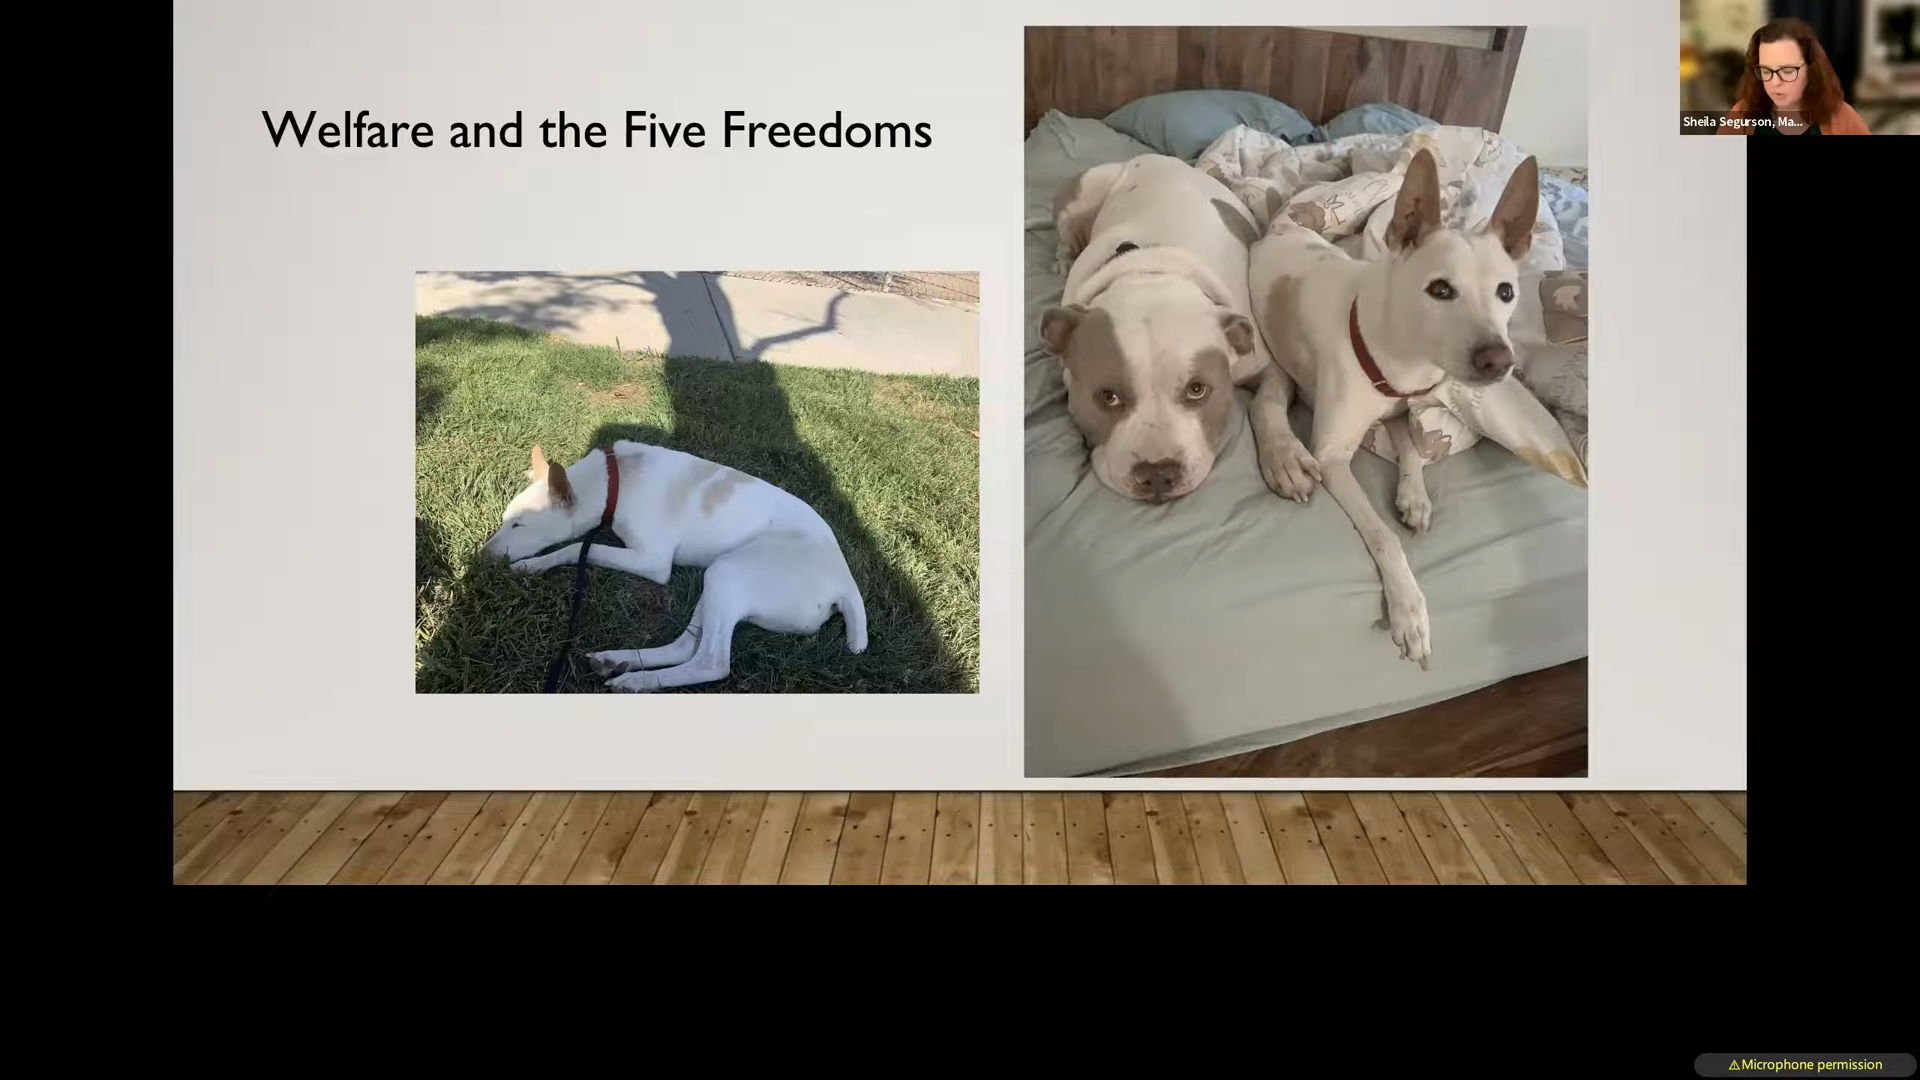 Welfare and the Five Freedoms
Sheila Segurson, Ma...
⚠Microphone permission